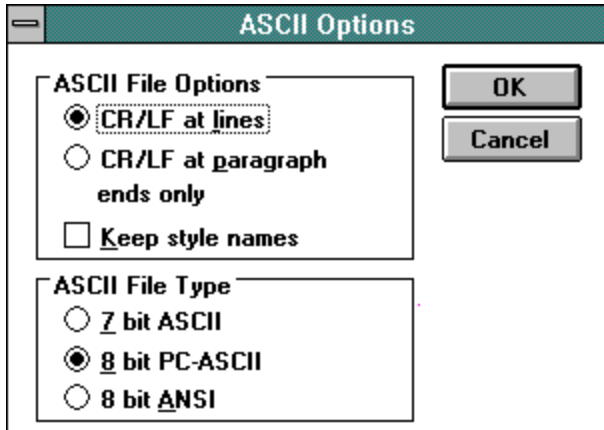 ASCII Options
ASCII File Options
CR/LF at lines
CR/LF at paragraph
ends only
Keep style names
OK
Cancel
ASCII File Type
7 bit ASCII
8 bit PC-ASCII
8 bit ANSI